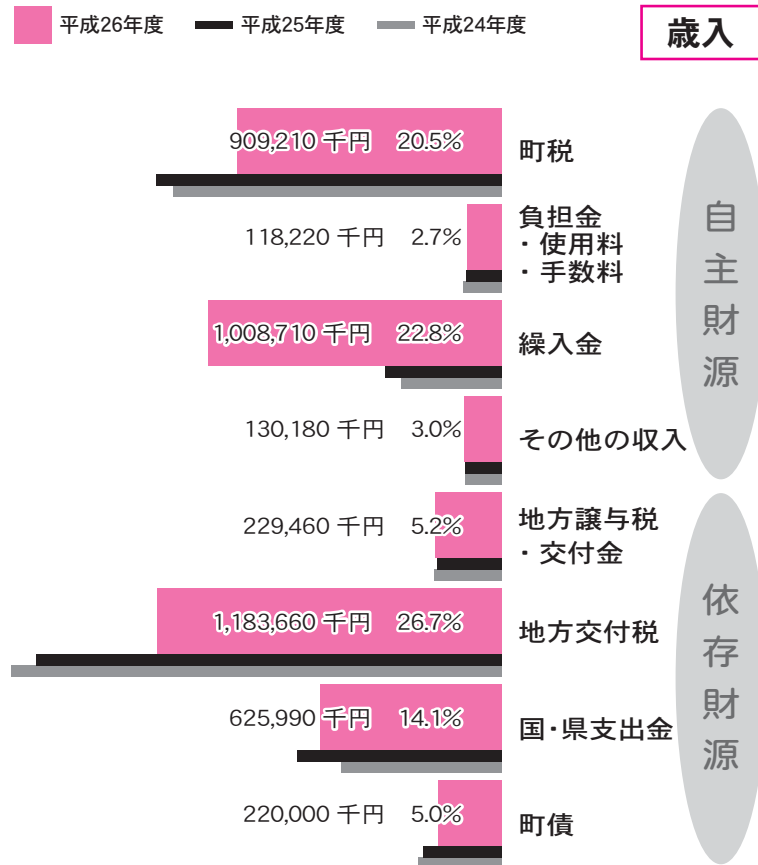 平成26年度 平成25年度 平成24年度
歳入
909,210 千円 20.5% 町税
118,220 千円 2.7% 負担金
・使用料
・手数料
1,008,710 千円 22.8% 繰入金
130,180 千円 3.0% その他の収入
自主財源
229,460 千円 5.2% 地方譲与税
・交付金
1,183,660 千円 26.7% 地方交付税
625,990 千円 14.1% 国・県支出金
220,000 千円 5.0% 町債
依存財源